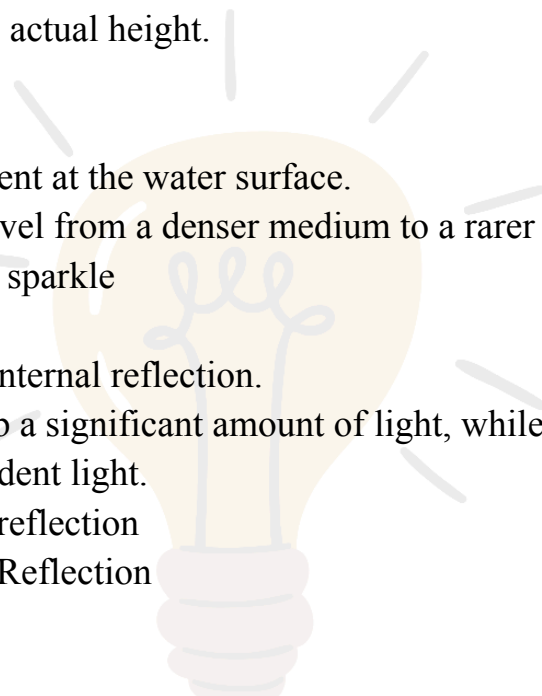 actual height.
ent at the water surface.
vel from a denser medium to a rarer
sparkle
nternal reflection.
a significant amount of light, while
dent light.
reflection
Reflection